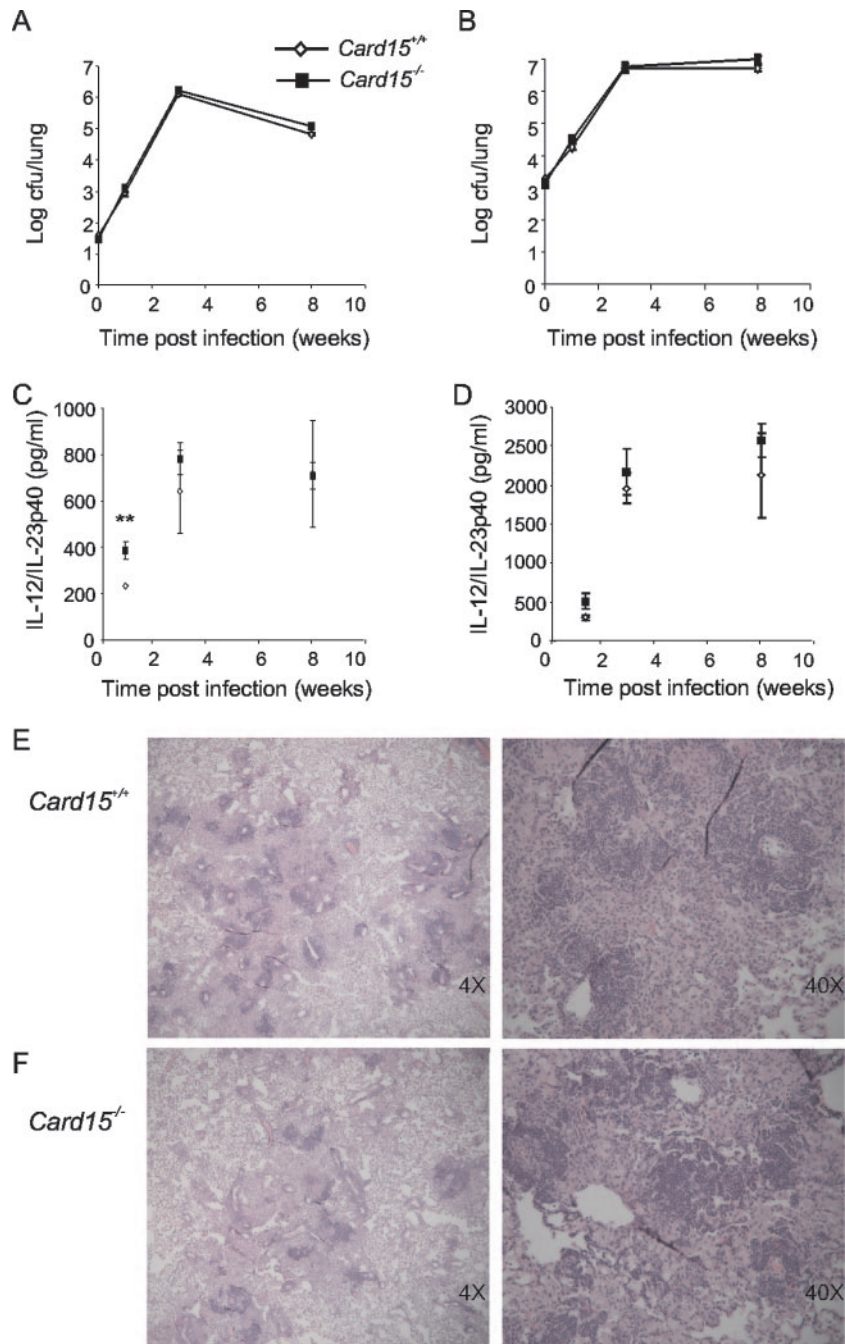 A
Card15+/+
Card15-/-
Log cfu/lung
7
6
5
4
3
2
1
0
0 2 4 6 8 10
Time post infection (weeks)
B
Log cfu/lung
7
6
5
4
3
2
1
0
0 2 4 6 8 10
Time post infection (weeks)
C
IL-12/IL-23p40 (pg/ml)
1000
800
600
400
200
0
**
0 2 4 6 8 10
Time post infection (weeks)
D
IL-12/IL-23p40 (pg/ml)
3000
2500
2000
1500
1000
500
0
0 2 4 6 8 10
Time post infection (weeks)
E
Card15+/+
4X
40X
F
Card15-/-
4X
40X